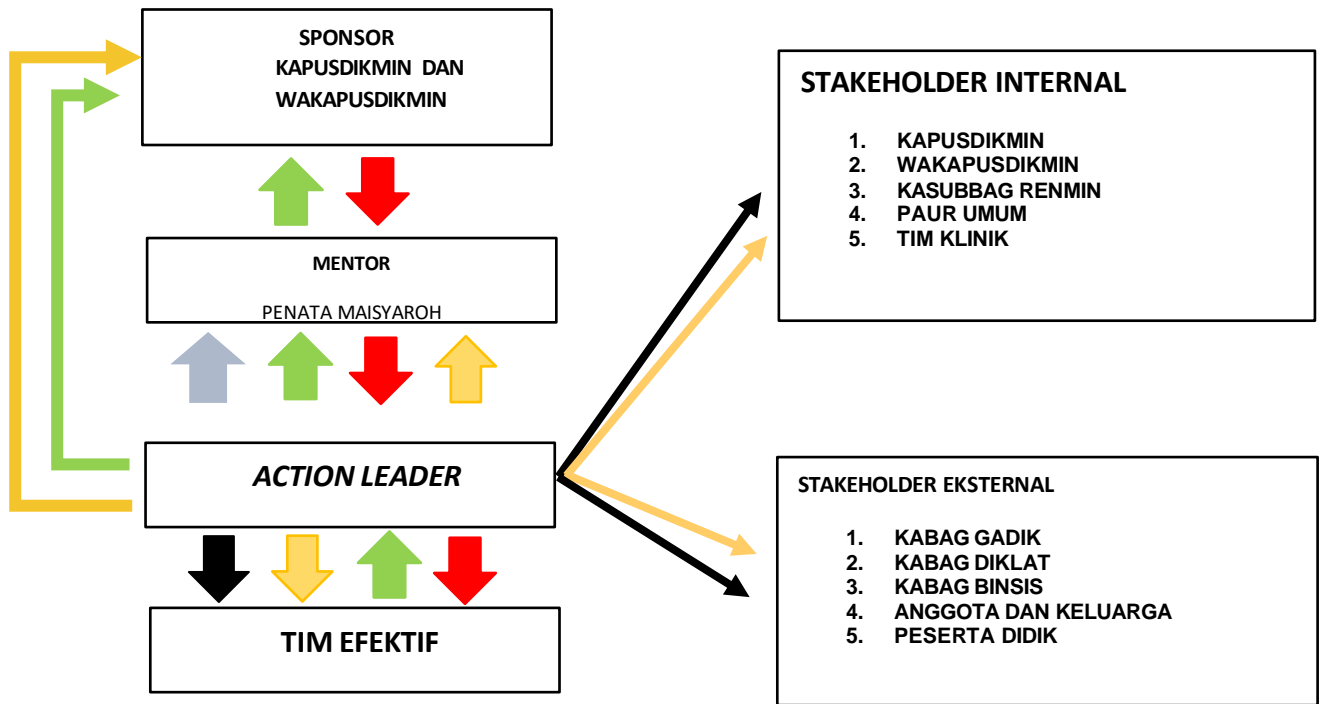 SPONSOR
KAPUSDIKMIN DAN
WAKAPUSDIKMIN
MENTOR
PENATA MAISYAROH
ACTION LEADER
TIM EFEKTIF
STAKEHOLDER INTERNAL
1. KAPUSDIKMIN
2. WAKAPUSDIKMIN
3. KASUBBAG RENMIN
4. PAUR UMUM
5. TIM KLINIK
STAKEHOLDER EKSTERNAL
1. KABAG GADIK
2. KABAG DIKLAT
3. KABAG BINSIS
4. ANGGOTA DAN KELUARGA
5. PESERTA DIDIK